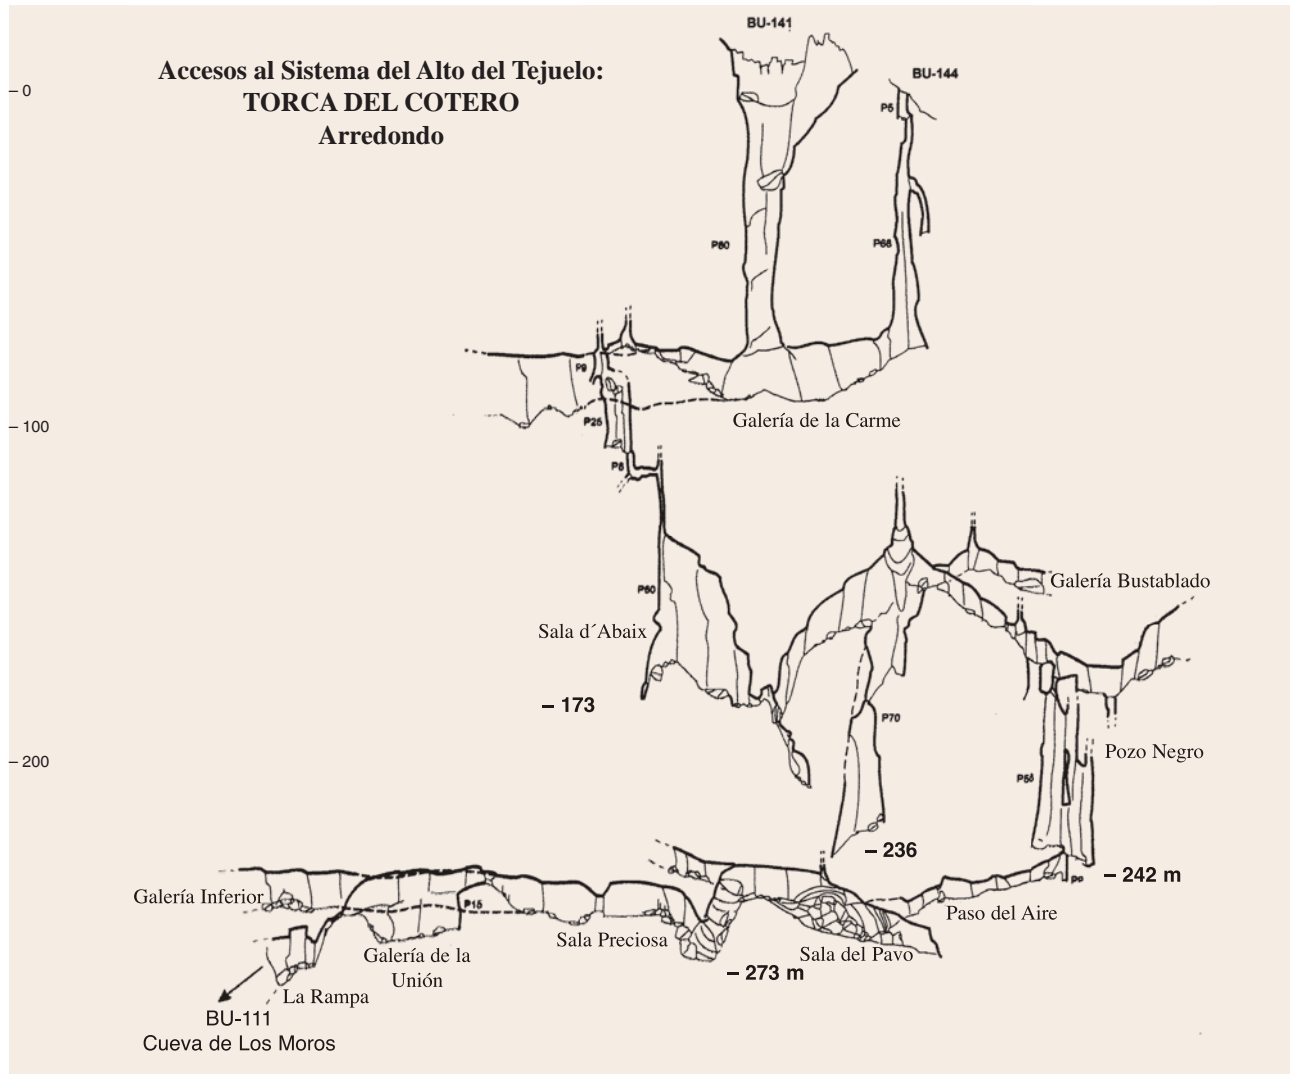 BU-141
Accesos al Sistema del Alto del Tejuelo:
TORCA DEL COTERO
Arredondo
BU-144
– 0
P5
P80
P68
P9
– 100
P25
Galería de la Carme
P8
Galería Bustablado
P50
Sala d´Abaix
– 173
P70
Pozo Negro
– 200
P55
– 236
– 242 m
PP
Galería Inferior
P15
Paso del Aire
Sala Preciosa
Galería de la
Unión
Sala del Pavo
– 273 m
La Rampa
BU-111
Cueva de Los Moros